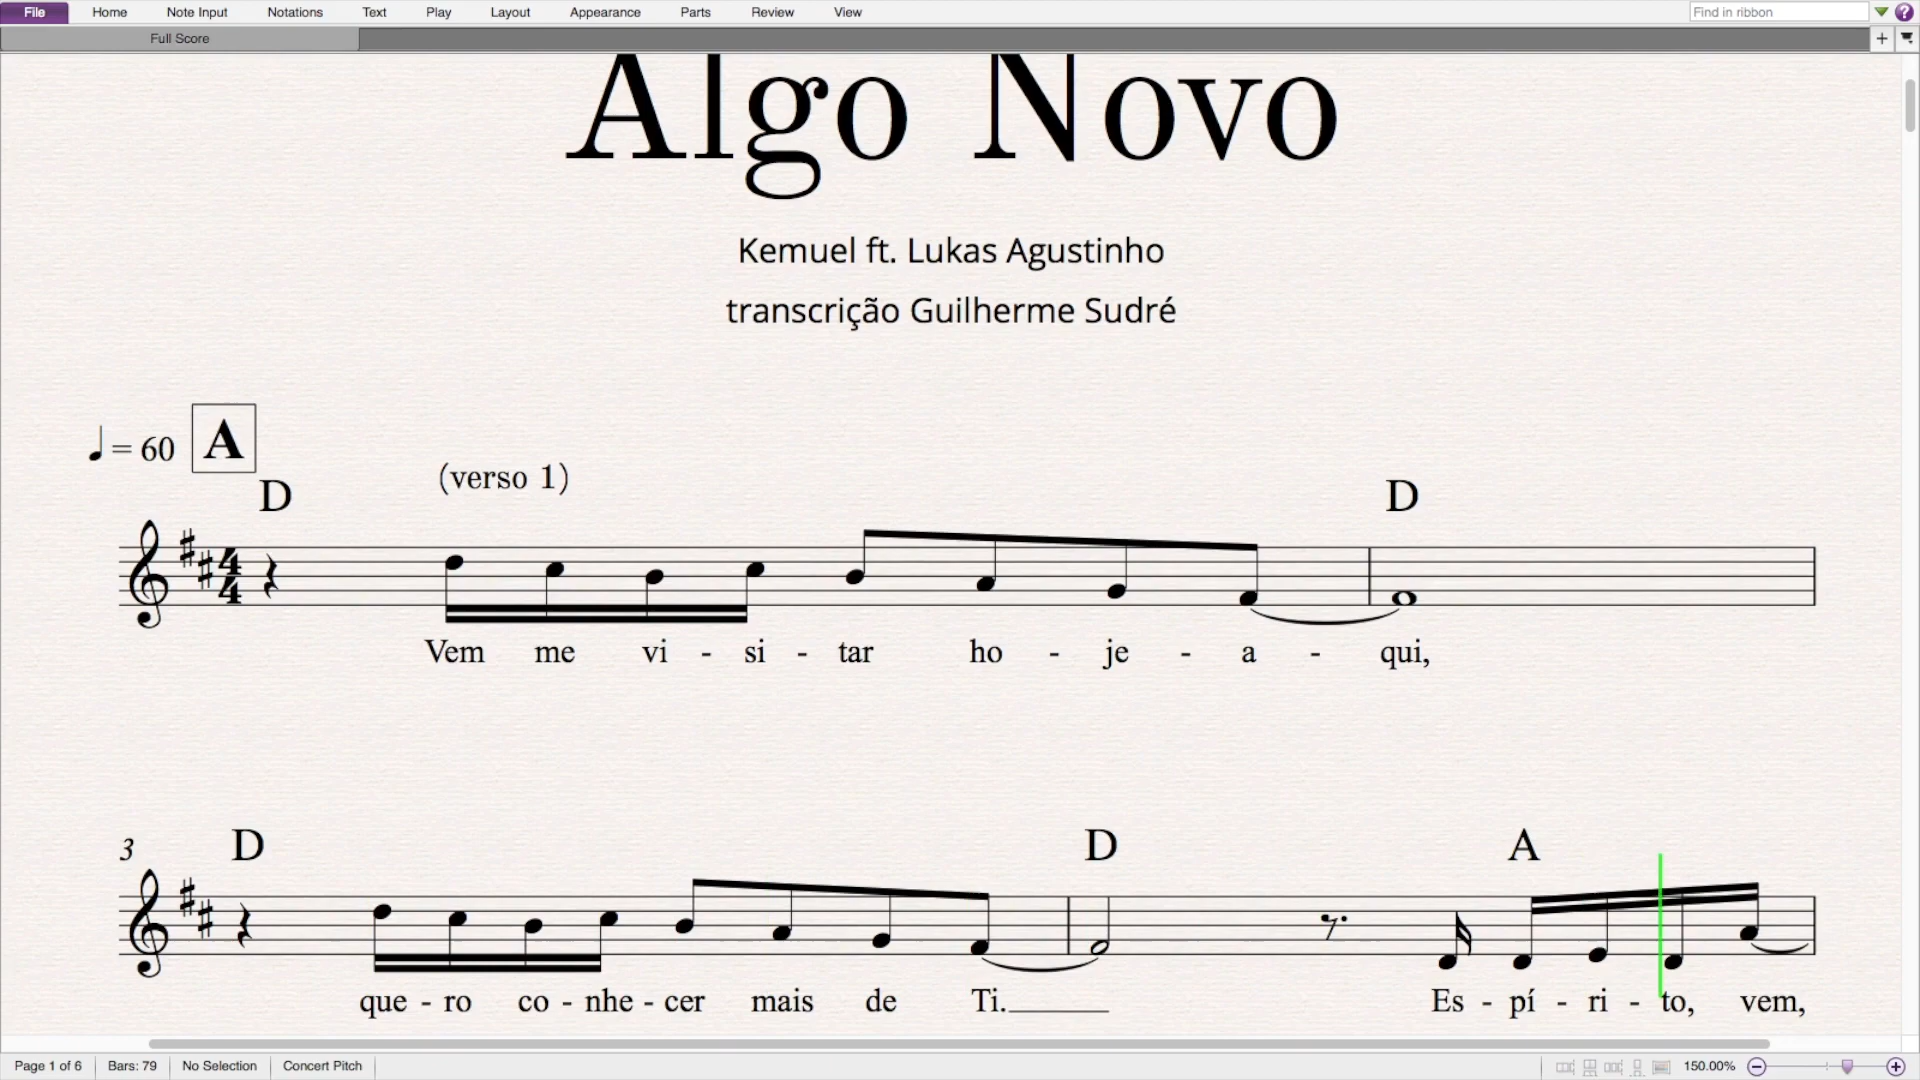 File Home Note Input Notations Text Play Layout Appearance Parts Review View Find in ribbon ?
Full Score +
Algo Novo
Kemuel ft. Lukas Agustinho
transcrição Guilherme Sudré
♩ = 60 A
(verso 1)
D D
4
4
Vem me vi - si - tar ho - je - a - qui,
3 D D A
que - ro co - nhe - cer mais de Ti. Es - pí - ri - to, vem,
Page 1 of 6 Bars: 79 No Selection Concert Pitch 150.00%